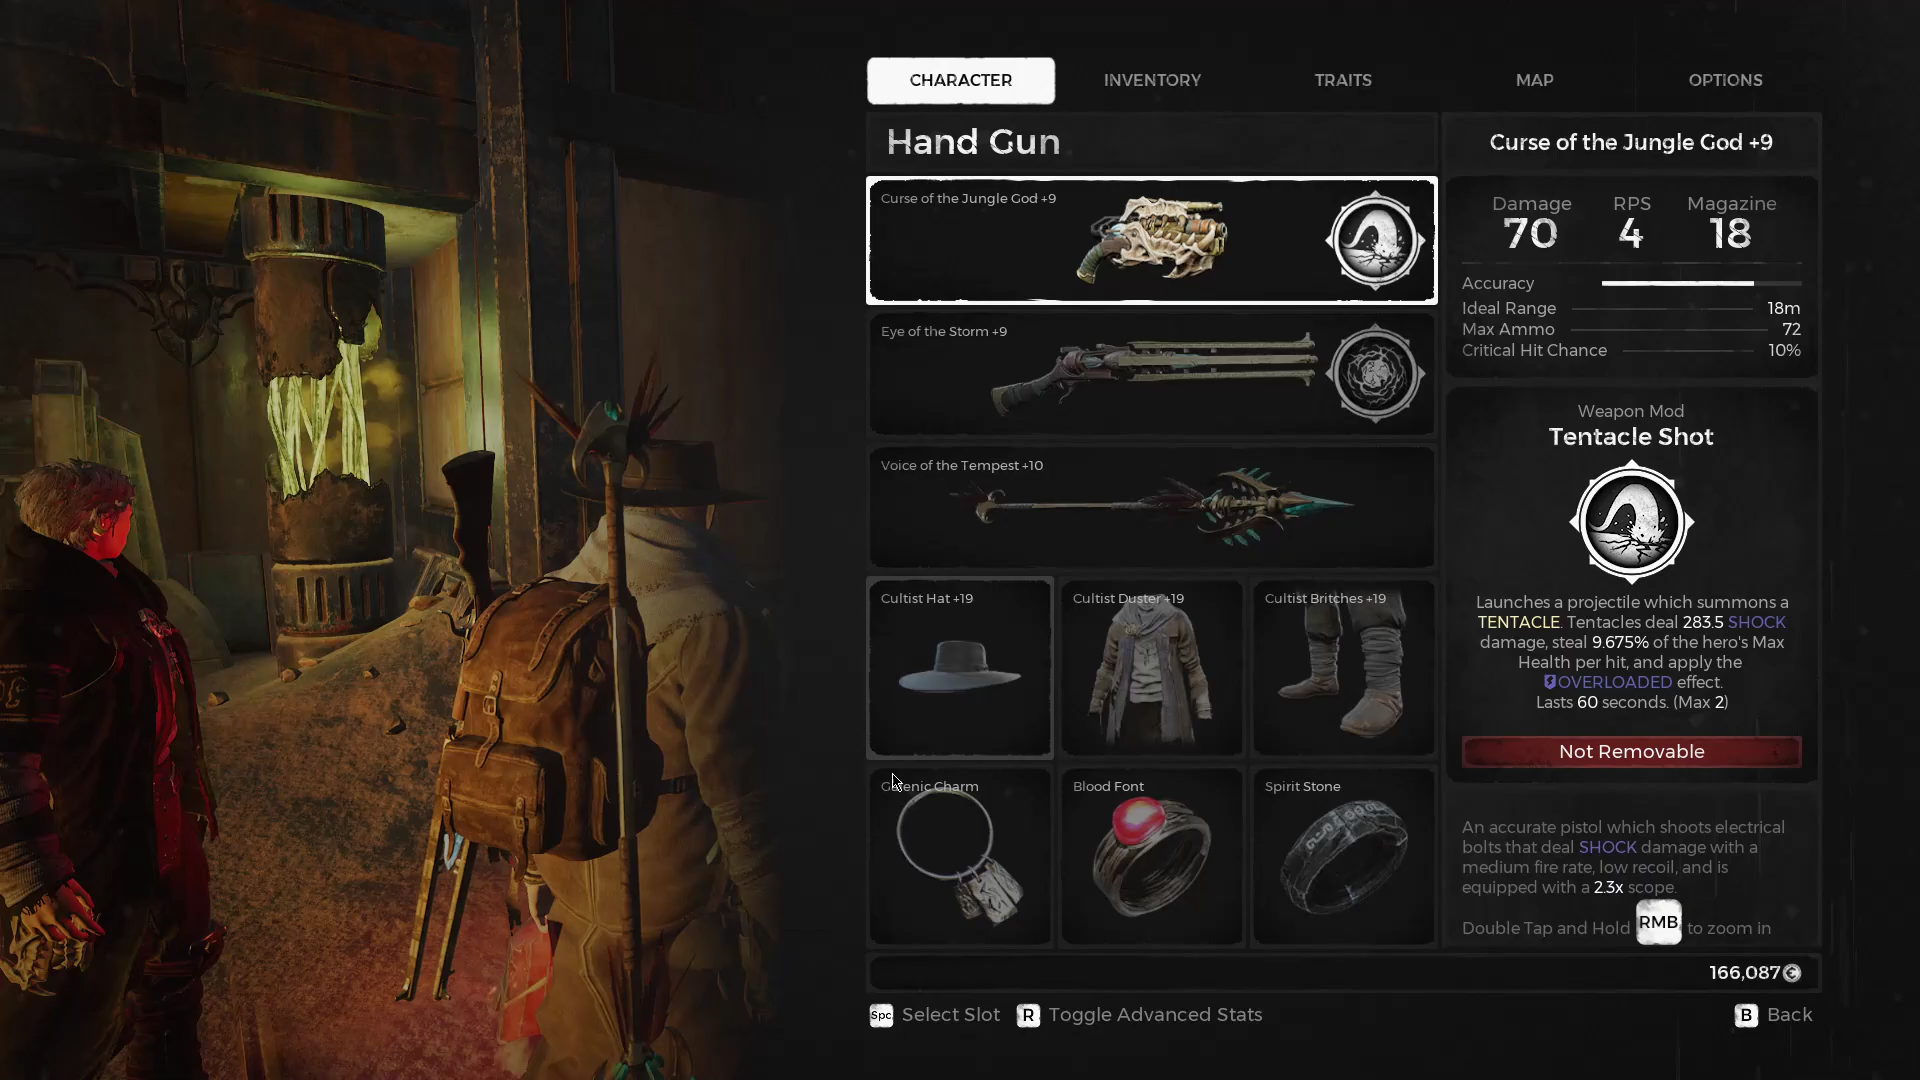 CHARACTER
INVENTORY
TRAITS
MAP
OPTIONS
Hand Gun
Curse of the Jungle God +9
Curse of the Jungle God +9
Eye of the Storm +9
Voice of the Tempest +10
Cultist Hat +19
Cultist Duster +19
Cultist Britches +19
Charm
Blood Font
Spirit Stone
Damage
RPS
Magazine
70
4
18
Accuracy
Ideal Range
18m
Max Ammo
72
Critical Hit Chance
10%
Weapon Mod
Tentacle Shot
Launches a projectile which summons a
TENTACLE. Tentacles deal 283.5 SHOCK
damage, steal 9.675% of the hero's Max
Health per hit, and apply the
OVERLOADED effect.
Lasts 60 seconds. (Max 2)
Not Removable
An accurate pistol which shoots electrical
bolts that deal SHOCK damage with a
medium fire rate, low recoil, and is
equipped with a 2.3x scope.
Double Tap and Hold RMB to zoom in
166,087
Spc Select Slot
R Toggle Advanced Stats
B Back